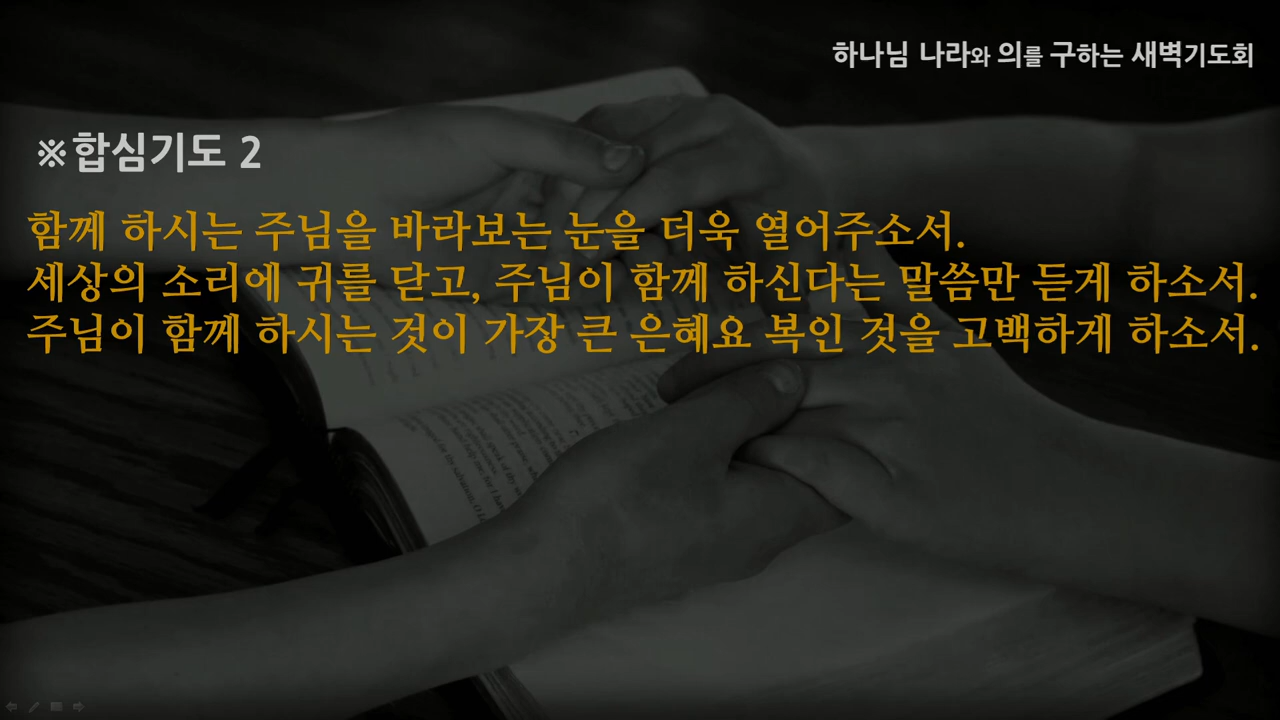 하나님 나라와 의를 구하는 새벽기도회
※합심기도 2
함께 하시는 주님을 바라보는 눈을 더욱 열어주소서.
세상의 소리에 귀를 닫고, 주님이 함께 하신다는 말씀만 듣게 하소서.
주님이 함께 하시는 것이 가장 큰 은혜요 복인 것을 고백하게 하소서.